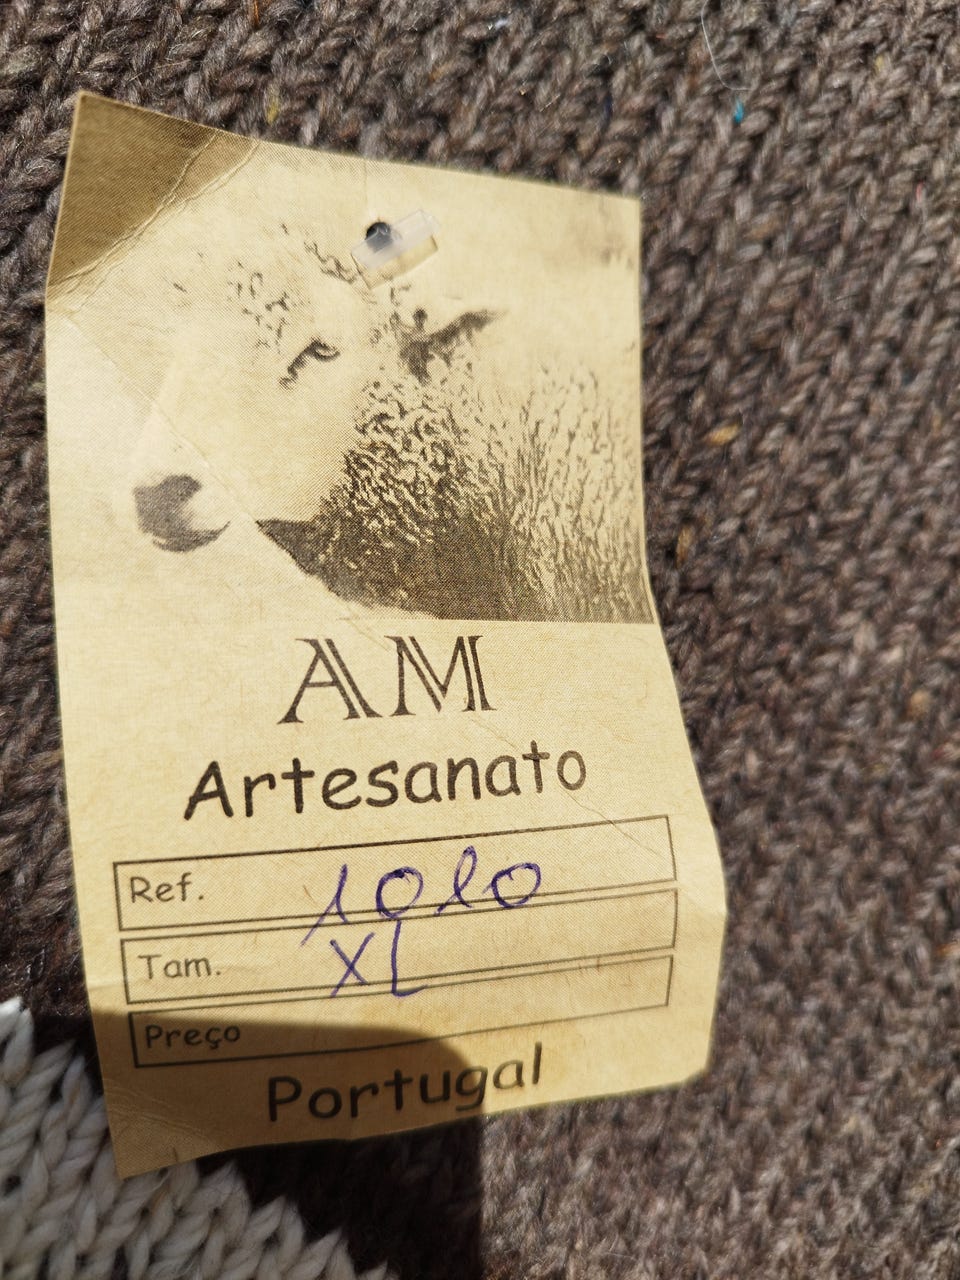 AM
Artesanato
Ref. 1010
Tam. XL
Preço
Portugal